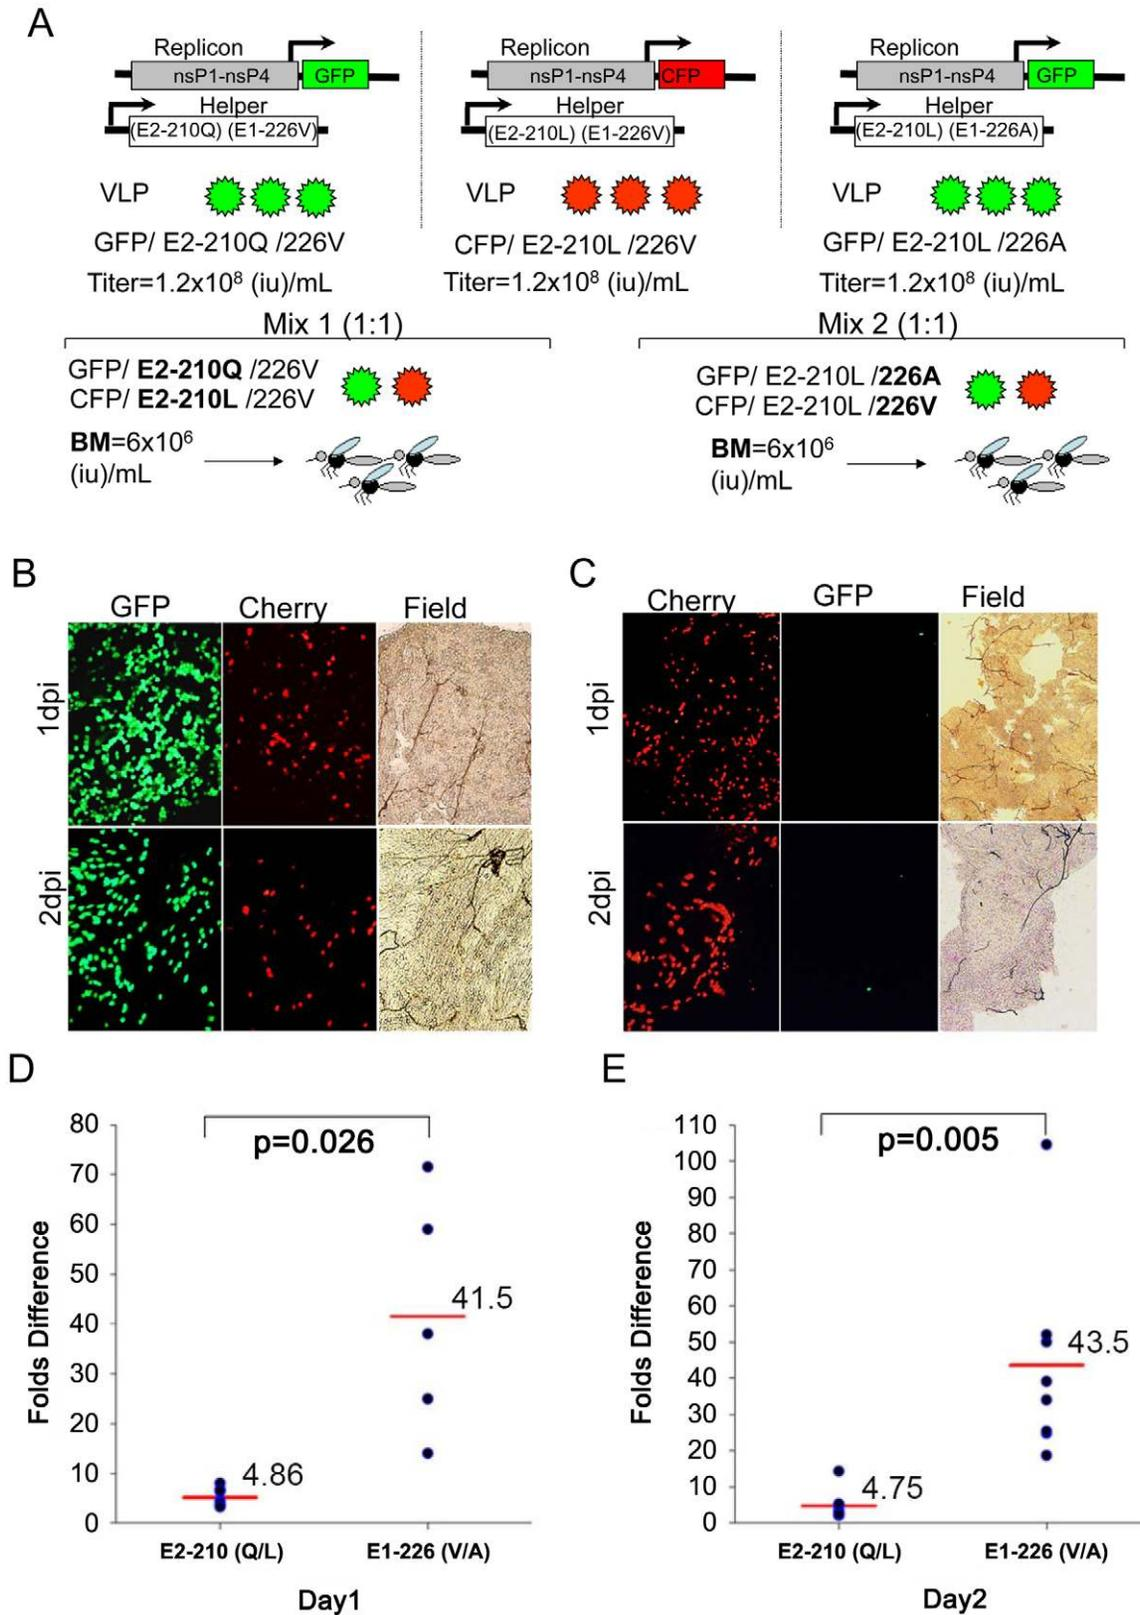 A
Replicon
nsP1-nsP4
GFP
Helper
(E2-210Q) (E1-226V)
VLP
GFP/ E2-210Q /226V
Titer=1.2x10⁸ (iu)/mL
Replicon
nsP1-nsP4
CFP
Helper
(E2-210L) (E1-226V)
VLP
CFP/ E2-210L /226V
Titer=1.2x10⁸ (iu)/mL
Replicon
nsP1-nsP4
GFP
Helper
(E2-210L) (E1-226A)
VLP
GFP/ E2-210L /226A
Titer=1.2x10⁸ (iu)/mL
Mix 1 (1:1)
GFP/ E2-210Q /226V
CFP/ E2-210L /226V
BM=6x10⁶
(iu)/mL
Mix 2 (1:1)
GFP/ E2-210L /226A
CFP/ E2-210L /226V
BM=6x10⁶
(iu)/mL
B
GFP Cherry Field
1dpi
2dpi
C
Cherry GFP Field
1dpi
2dpi
D
80
70
60
50
40
30
20
10
0
Folds Difference
p=0.026
4.86
41.5
E2-210 (Q/L) E1-226 (V/A)
Day1
E
110
100
90
80
70
60
50
40
30
20
10
0
Folds Difference
p=0.005
4.75
43.5
E2-210 (Q/L) E1-226 (V/A)
Day2